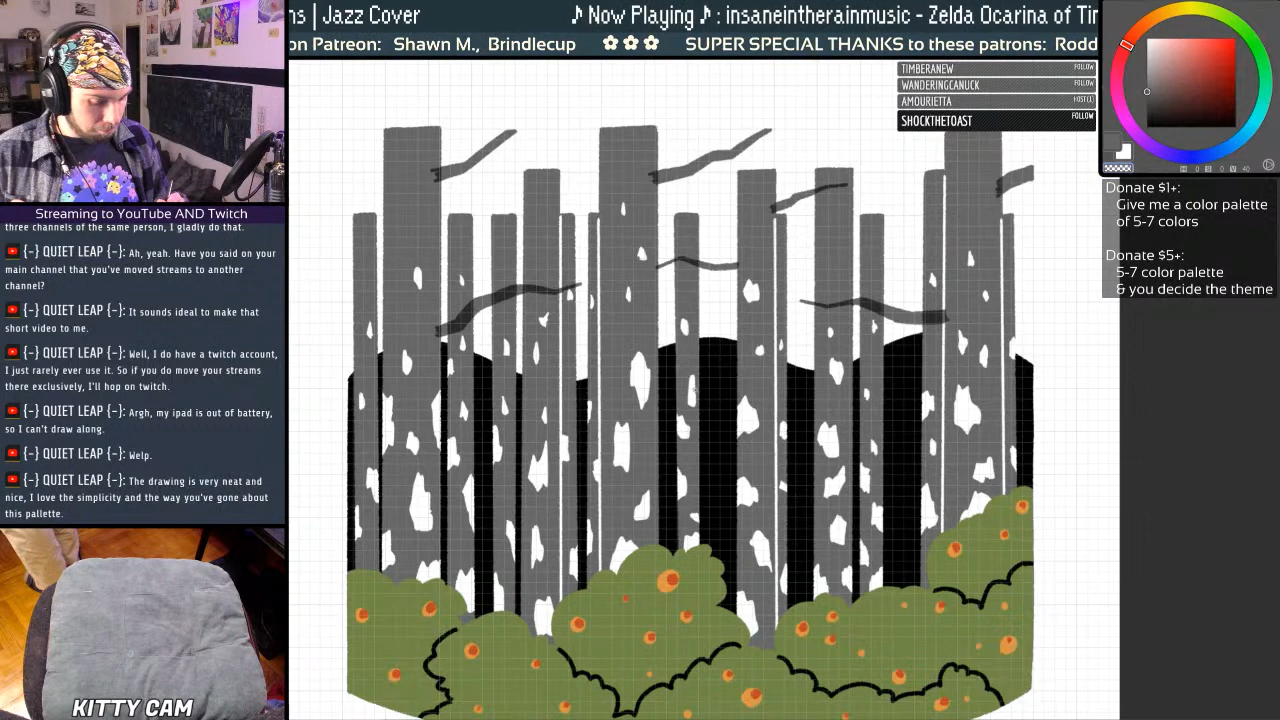 ns | Jazz Cover
♪ Now Playing ♪ : insaneintherainmusic - Zelda Ocarina of Tir
on Patreon: Shawn M., Brindlecup ✿ ✿ ✿ SUPER SPECIAL THANKS to these patrons: Rodd
TIMBERANEW FOLLOW
WANDERINGCANUCK FOLLOW
AMOURIETTA HOST(1)
SHOCKTHETOAST FOLLOW
Donate $1+:
Give me a color palette
of 5-7 colors
Donate $5+:
5-7 color palette
& you decide the theme
Streaming to YouTube AND Twitch
three channels of the same person, I gladly do that.
{-} QUIET LEAP {-}: Ah, yeah. Have you said on your
main channel that you've moved streams to another
channel?
{-} QUIET LEAP {-}: It sounds ideal to make that
short video to me.
{-} QUIET LEAP {-}: Well, I do have a twitch account,
I just rarely ever use it. So if you do move your streams
there exclusively, I'll hop on twitch.
{-} QUIET LEAP {-}: Argh, my ipad is out of battery,
so I can't draw along.
{-} QUIET LEAP {-}: Welp.
{-} QUIET LEAP {-}: The drawing is very neat and
nice, I love the simplicity and the way you've gone about
this pallette.
KITTY CAM